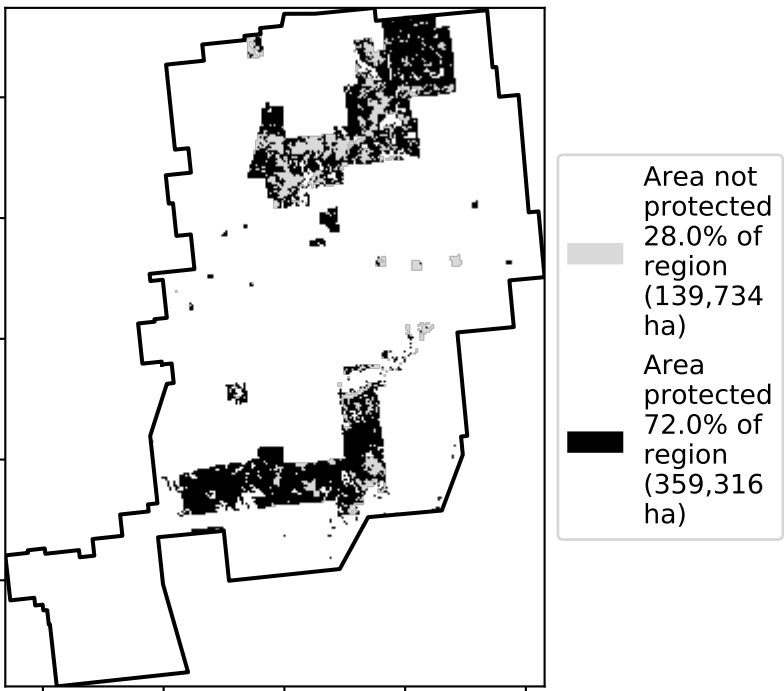 Area not
protected
28.0% of
region
(139,734
ha)
Area
protected
72.0% of
region
(359,316
ha)